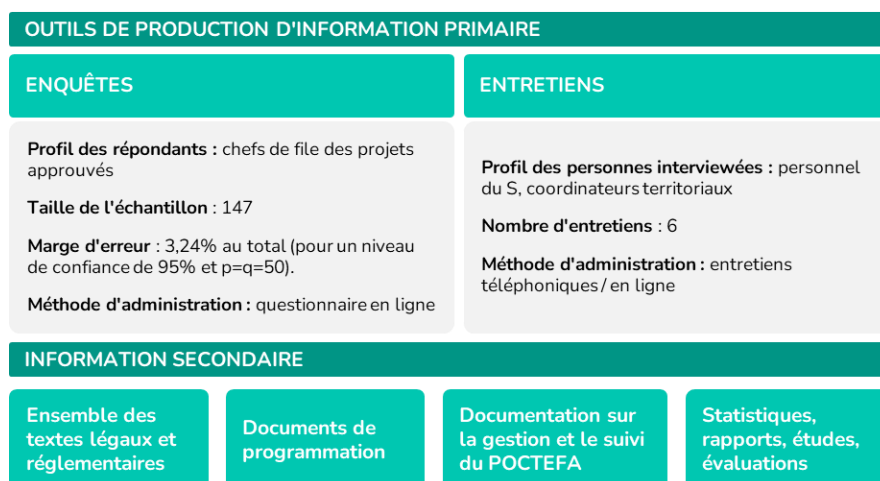 OUTILS DE PRODUCTION D'INFORMATION PRIMAIRE
ENQUÊTES
Profil des répondants : chefs de file des projets
approuvés
Taille de l'échantillon : 147
Marge d'erreur : 3,24% au total (pour un niveau
de confiance de 95% et p=q=50).
Méthode d'administration : questionnaire en ligne
ENTRETIENS
Profil des personnes interviewées : personnel
du S, coordinateurs territoriaux
Nombre d'entretiens : 6
Méthode d'administration : entretiens
téléphoniques / en ligne
INFORMATION SECONDAIRE
Ensemble des
textes légaux et
réglementaires
Documents de
programmation
Documentation sur
la gestion et le suivi
du POCTEFA
Statistiques,
rapports, études,
évaluations